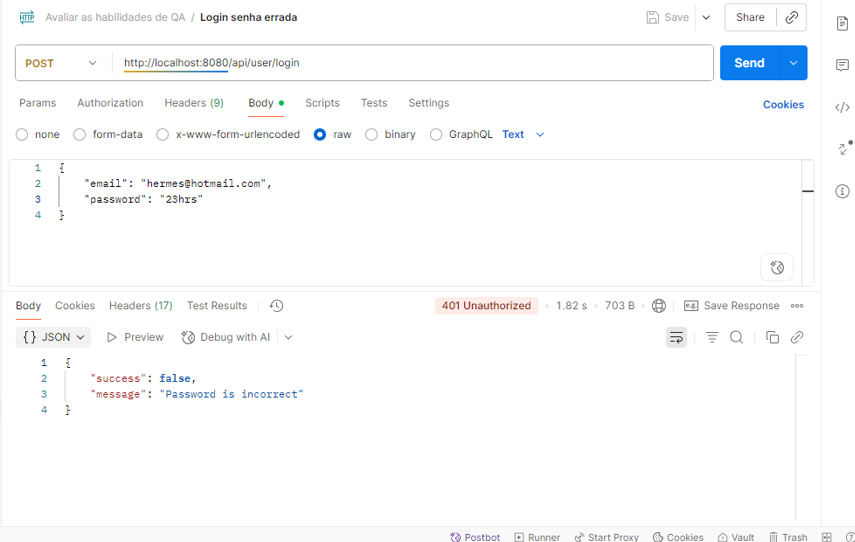 HTTP Avaliar as habilidades de QA / Login senha errada Save Share
POST http://localhost:8080/api/user/login Send
Params Authorization Headers (9) Body Scripts Tests Settings Cookies
none form-data x-www-form-urlencoded raw binary GraphQL Text
1 {
2 "email": "hermes@hotmail.com",
3 "password": "23hrs"
4 }
Body Cookies Headers (17) Test Results 401 Unauthorized 1.82 s 703 B e.g. Save Response
{} JSON Preview Debug with AI
1 {
2 "success": false,
3 "message": "Password is incorrect"
4 }
Postbot Runner Start Proxy Cookies Vault Trash